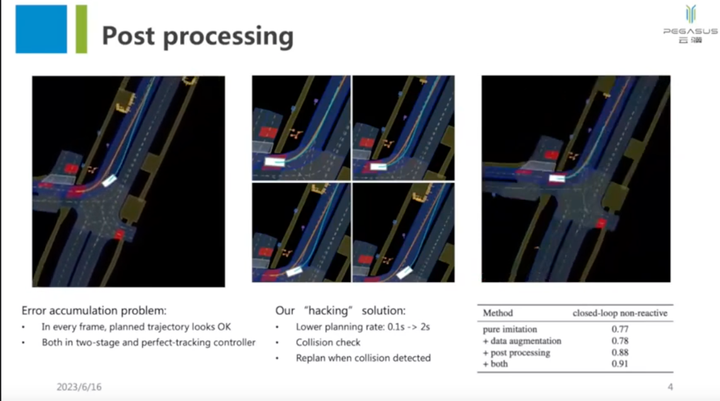 Post processing
PEGASUS
Error accumulation problem:
• In every frame, planned trajectory looks OK
• Both in two-stage and perfect-tracking controller
Our “hacking” solution:
• Lower planning rate: 0.1s -> 2s
• Collision check
• Replan when collision detected
Method closed-loop non-reactive
pure imitation 0.77
+ data augmentation 0.78
+ post processing 0.88
+ both 0.91
2023/6/16
4